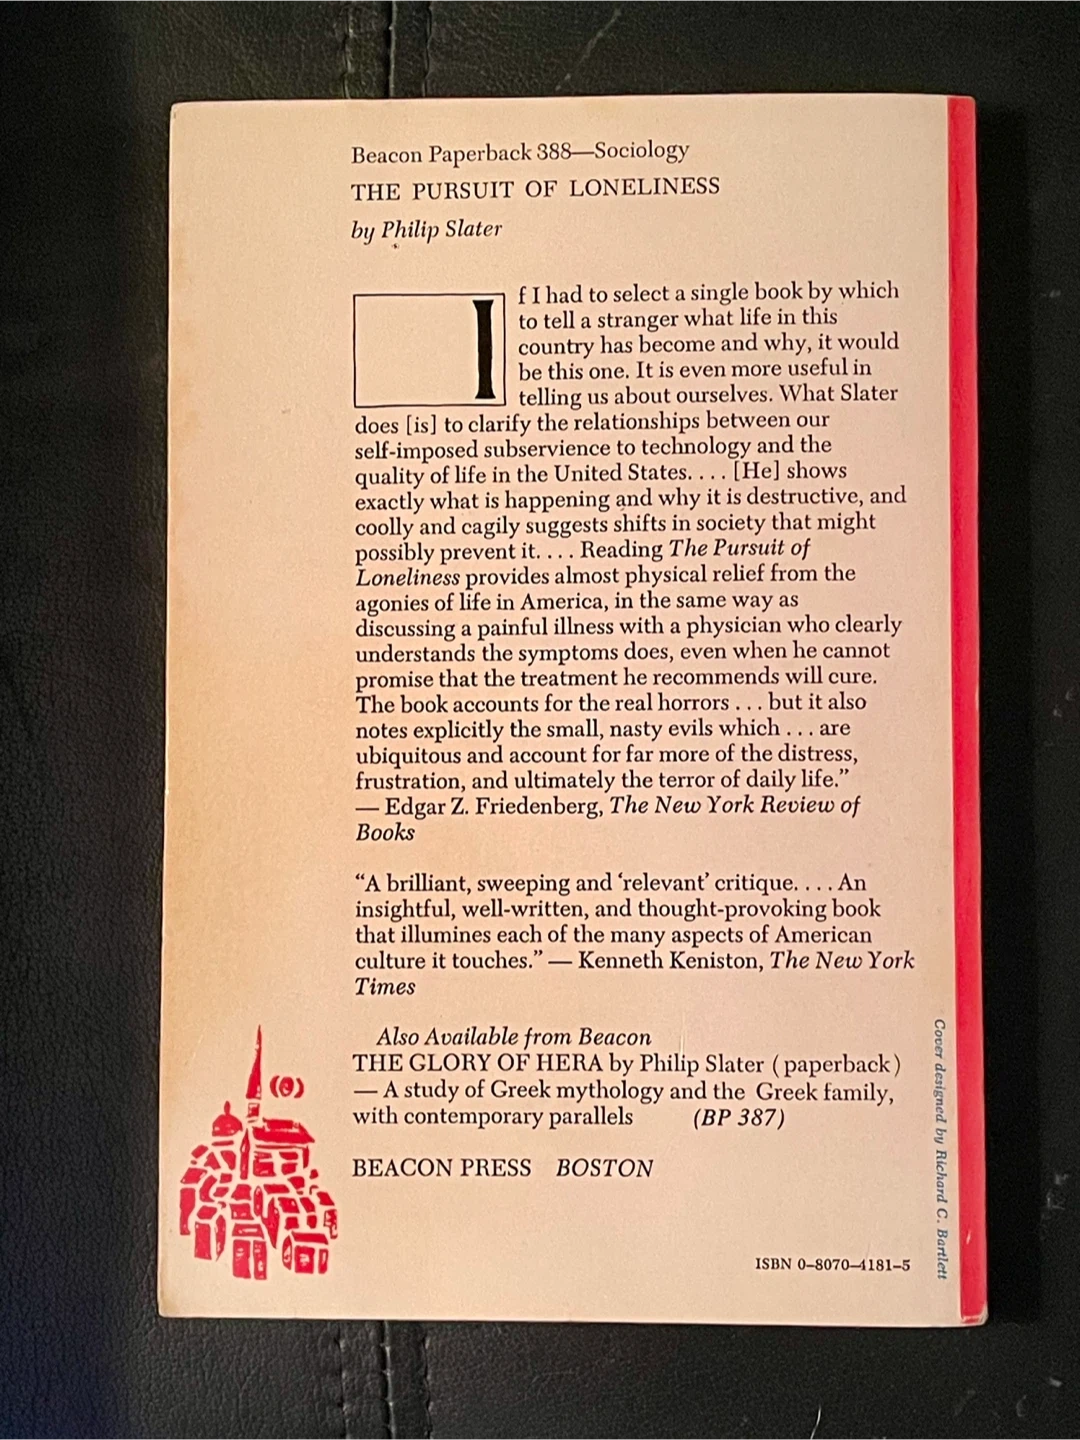 Beacon Paperback 388—Sociology
THE PURSUIT OF LONELINESS
by Philip Slater
If I had to select a single book by which
to tell a stranger what life in this
country has become and why, it would
be this one. It is even more useful in
telling us about ourselves. What Slater
does [is] to clarify the relationships between our
self-imposed subservience to technology and the
quality of life in the United States. . . . [He] shows
exactly what is happening and why it is destructive, and
coolly and cagily suggests shifts in society that might
possibly prevent it. . . . Reading The Pursuit of
Loneliness provides almost physical relief from the
agonies of life in America, in the same way as
discussing a painful illness with a physician who clearly
understands the symptoms does, even when he cannot
promise that the treatment he recommends will cure.
The book accounts for the real horrors . . . but it also
notes explicitly the small, nasty evils which . . . are
ubiquitous and account for far more of the distress,
frustration, and ultimately the terror of daily life.”
— Edgar Z. Friedenberg, The New York Review of
Books
“A brilliant, sweeping and ‘relevant’ critique. . . . An
insightful, well-written, and thought-provoking book
that illumines each of the many aspects of American
culture it touches.” — Kenneth Keniston, The New York
Times
Also Available from Beacon
THE GLORY OF HERA by Philip Slater (paperback)
— A study of Greek mythology and the Greek family,
with contemporary parallels (BP 387)
BEACON PRESS BOSTON
ISBN 0–8070–4181–5
Cover designed by Richard C. Bartlett